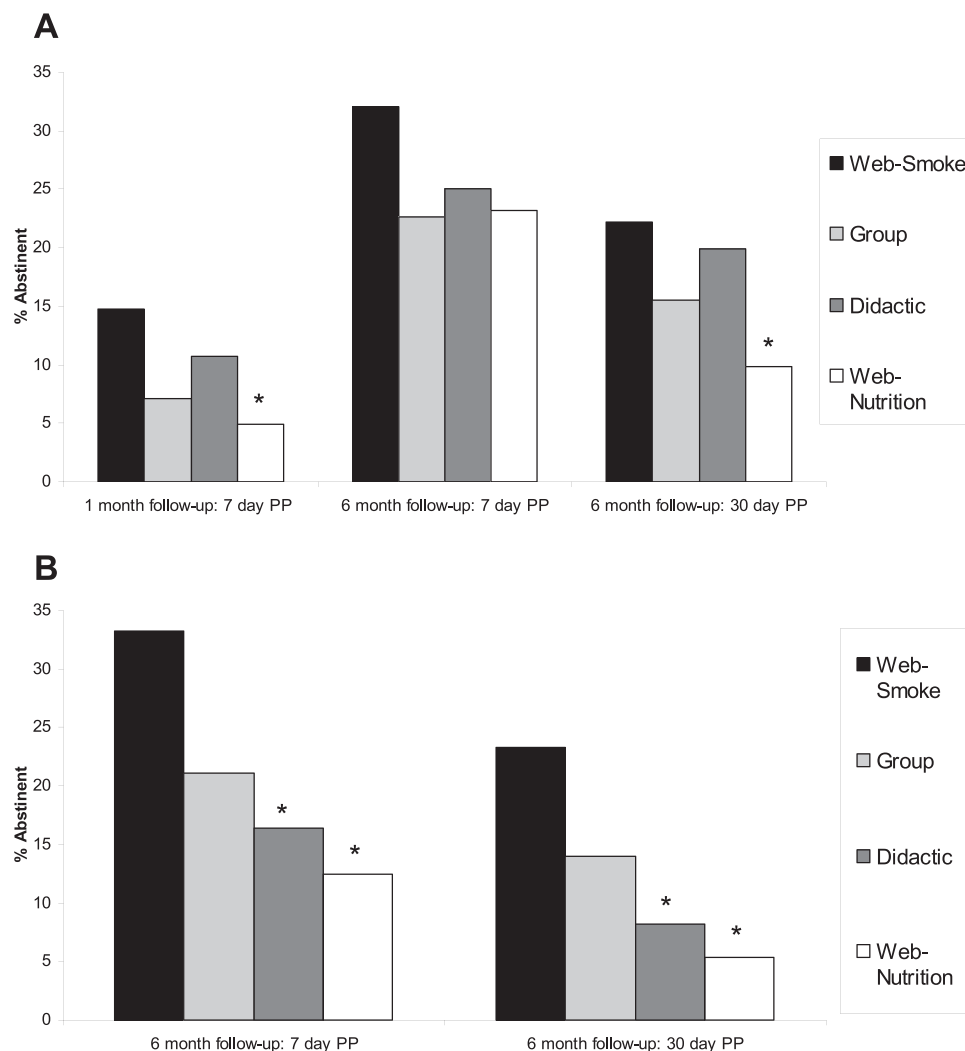 A
35
30
25
20
15
10
5
0
% Abstinent
*
*
1 month follow-up: 7 day PP
6 month follow-up: 7 day PP
6 month follow-up: 30 day PP
Web-Smoke
Group
Didactic
Web-
Nutrition
B
35
30
25
20
15
10
5
0
% Abstinent
*
*
*
*
6 month follow-up: 7 day PP
6 month follow-up: 30 day PP
Web-
Smoke
Group
Didactic
Web-
Nutrition